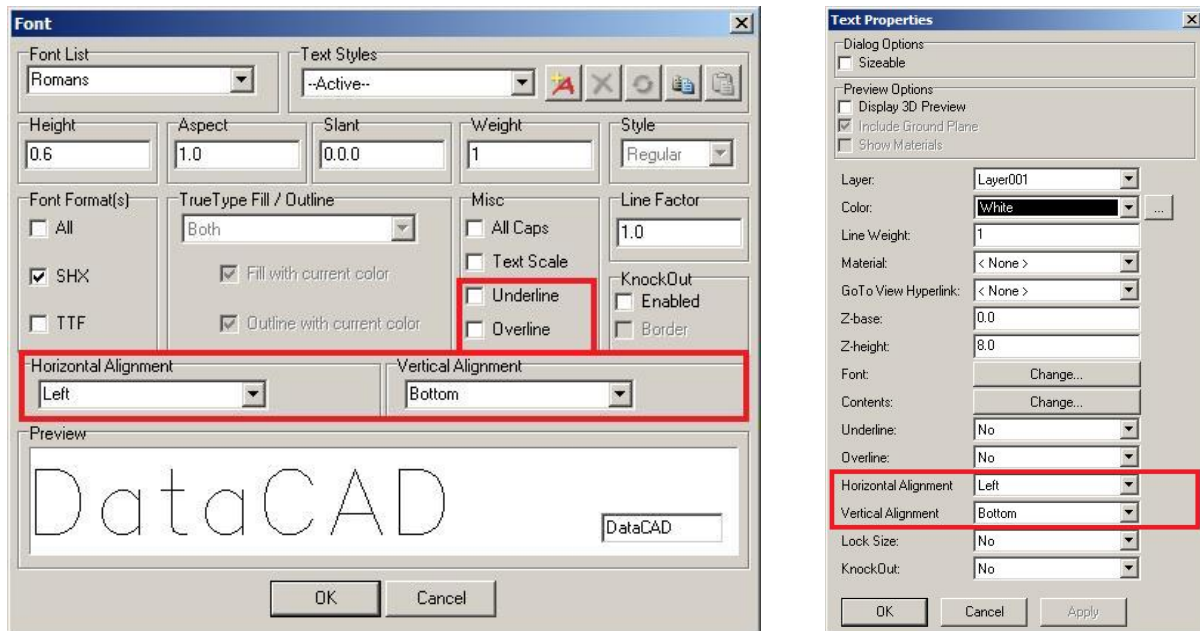 Font
Font List
Romans
Text Styles
--Active--
Height
0.6
Aspect
1.0
Slant
0.0.0
Weight
1
Style
Regular
Font Format(s)
All
SHX
TTF
TrueType Fill / Outline
Both
Fill with current color
Outline with current color
Misc
All Caps
Text Scale
Underline
Overline
Line Factor
1.0
KnockOut
Enabled
Border
Horizontal Alignment
Left
Vertical Alignment
Bottom
Preview
DataCAD
DataCAD
OK Cancel
Text Properties
Dialog Options
Sizeable
Preview Options
Display 3D Preview
Include Ground Plane
Show Materials
Layer: Layer001
Color: White ...
Line Weight: 1
Material: < None >
GoTo View Hyperlink: < None >
Z-base: 0.0
Z-height: 8.0
Font: Change...
Contents: Change...
Underline: No
Overline: No
Horizontal Alignment Left
Vertical Alignment Bottom
Lock Size: No
KnockOut: No
OK Cancel Apply